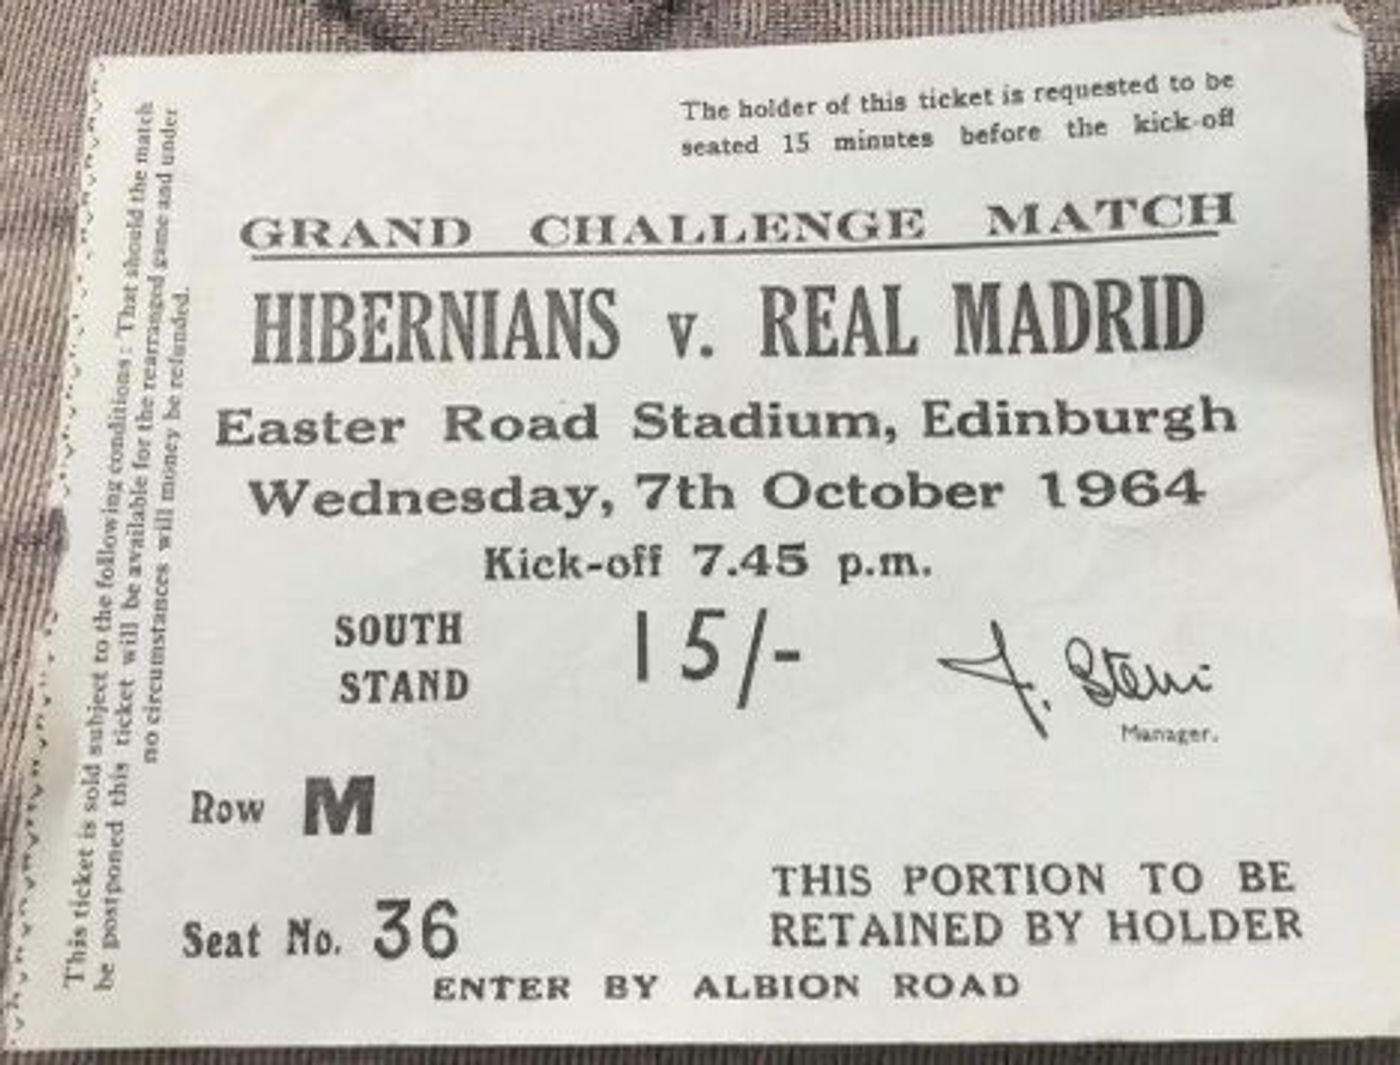 The holder of this ticket is requested to be
seated 15 minutes before the kick-off
GRAND CHALLENGE MATCH
HIBERNIANS v. REAL MADRID
Easter Road Stadium, Edinburgh
Wednesday, 7th October 1964
Kick-off 7.45 p.m.
SOUTH
STAND
15/-
J. Stein
Manager.
Row M
Seat No. 36
THIS PORTION TO BE
RETAINED BY HOLDER
ENTER BY ALBION ROAD
This ticket is sold subject to the following conditions: That should the match
be postponed this ticket will be available for the rearranged game and under
no circumstances will money be refunded.